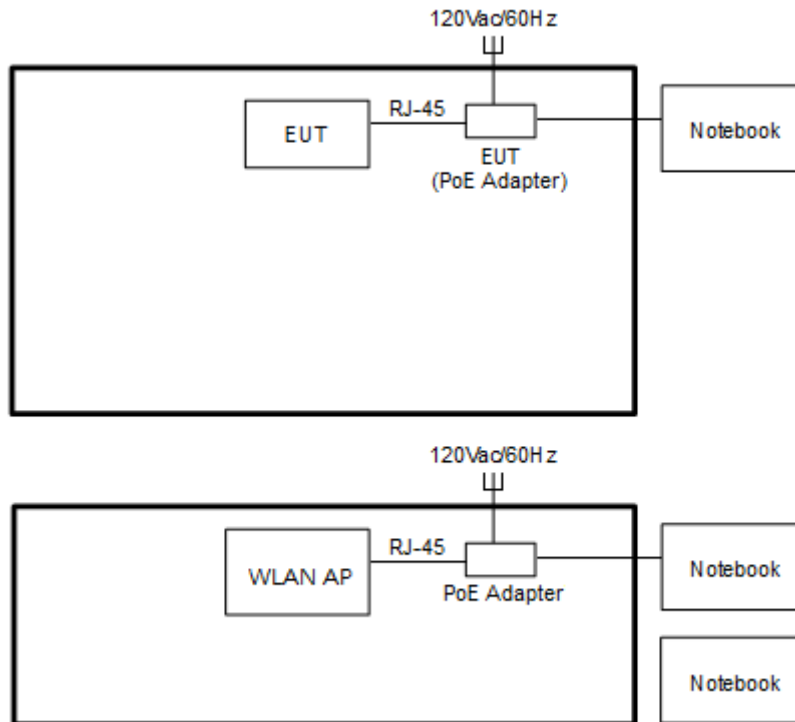 120Vac/60Hz
EUT
RJ-45
EUT
(PoE Adapter)
Notebook
120Vac/60Hz
WLAN AP
RJ-45
PoE Adapter
Notebook
Notebook